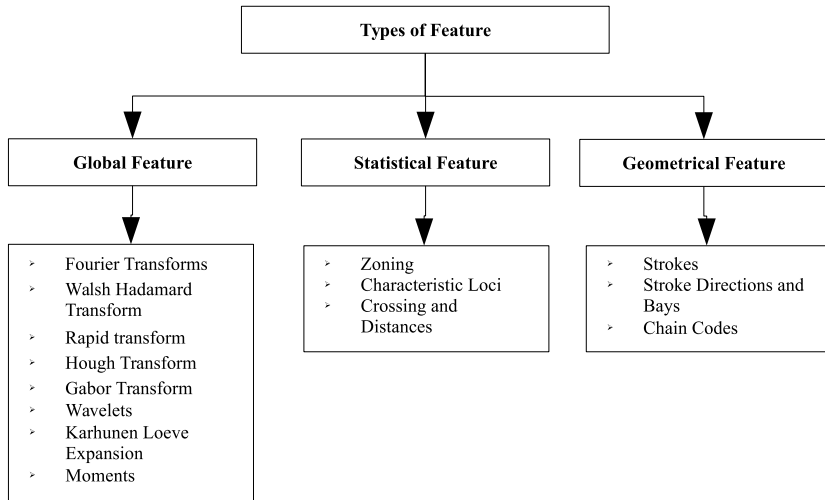 Types of Feature
Global Feature
Statistical Feature
Geometrical Feature
Fourier Transforms
Walsh Hadamard
Transform
Rapid transform
Hough Transform
Gabor Transform
Wavelets
Karhunen Loeve
Expansion
Moments
Zoning
Characteristic Loci
Crossing and
Distances
Strokes
Stroke Directions and
Bays
Chain Codes